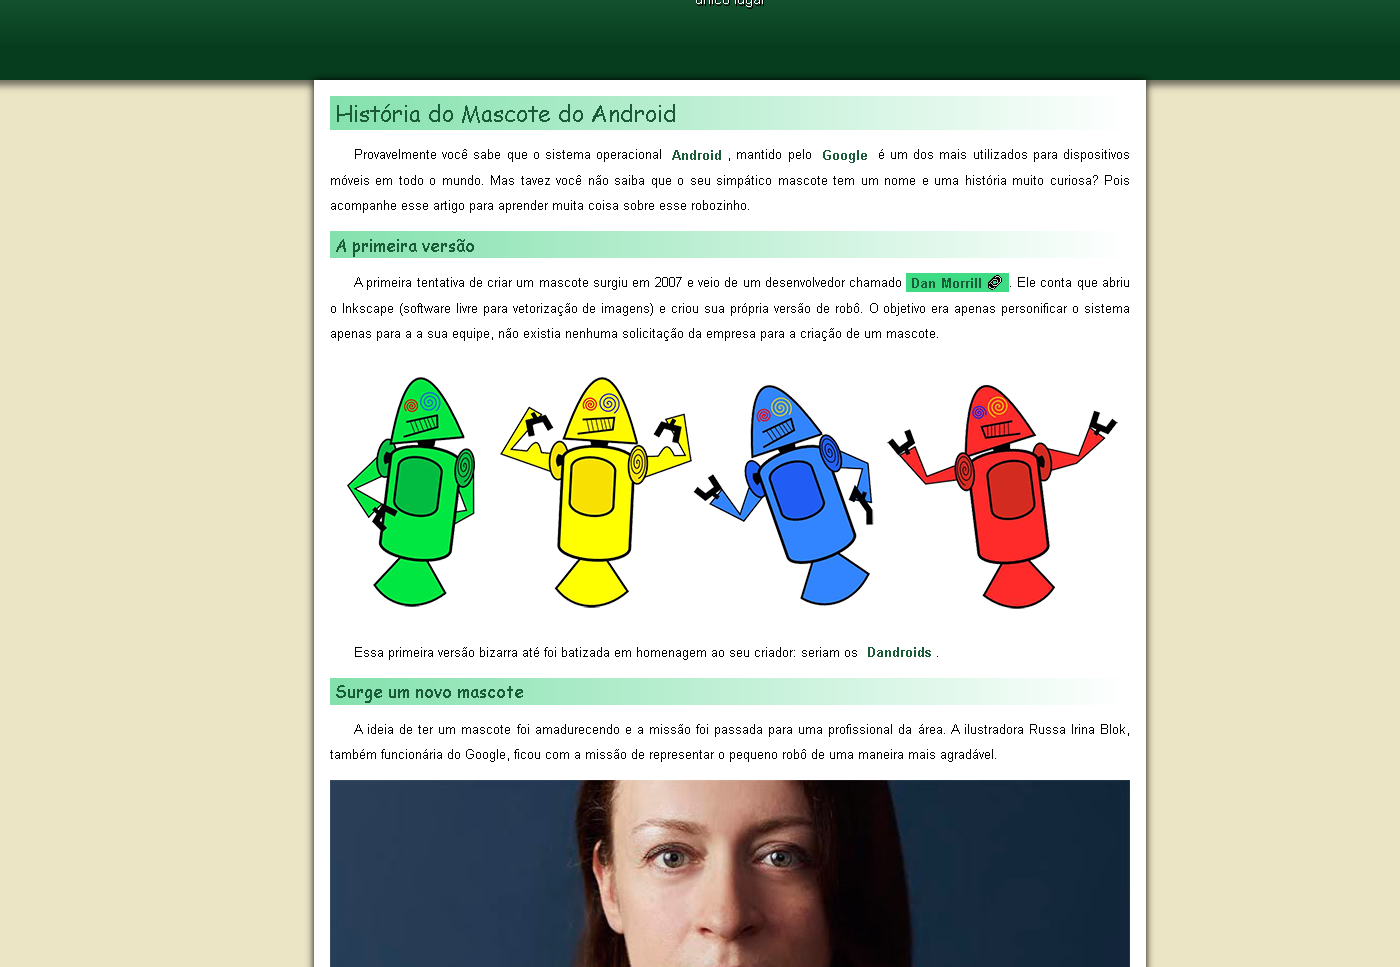 único lugar
História do Mascote do Android
Provavelmente você sabe que o sistema operacional Android , mantido pelo Google é um dos mais utilizados para dispositivos
móveis em todo o mundo. Mas tavez você não saiba que o seu simpático mascote tem um nome e uma história muito curiosa? Pois
acompanhe esse artigo para aprender muita coisa sobre esse robozinho.
A primeira versão
A primeira tentativa de criar um mascote surgiu em 2007 e veio de um desenvolvedor chamado Dan Morrill . Ele conta que abriu
o Inkscape (software livre para vetorização de imagens) e criou sua própria versão de robô. O objetivo era apenas personificar o sistema
apenas para a a sua equipe, não existia nenhuma solicitação da empresa para a criação de um mascote.
Essa primeira versão bizarra até foi batizada em homenagem ao seu criador: seriam os Dandroids .
Surge um novo mascote
A ideia de ter um mascote foi amadurecendo e a missão foi passada para uma profissional da área. A ilustradora Russa Irina Blok,
também funcionária do Google, ficou com a missão de representar o pequeno robô de uma maneira mais agradável.